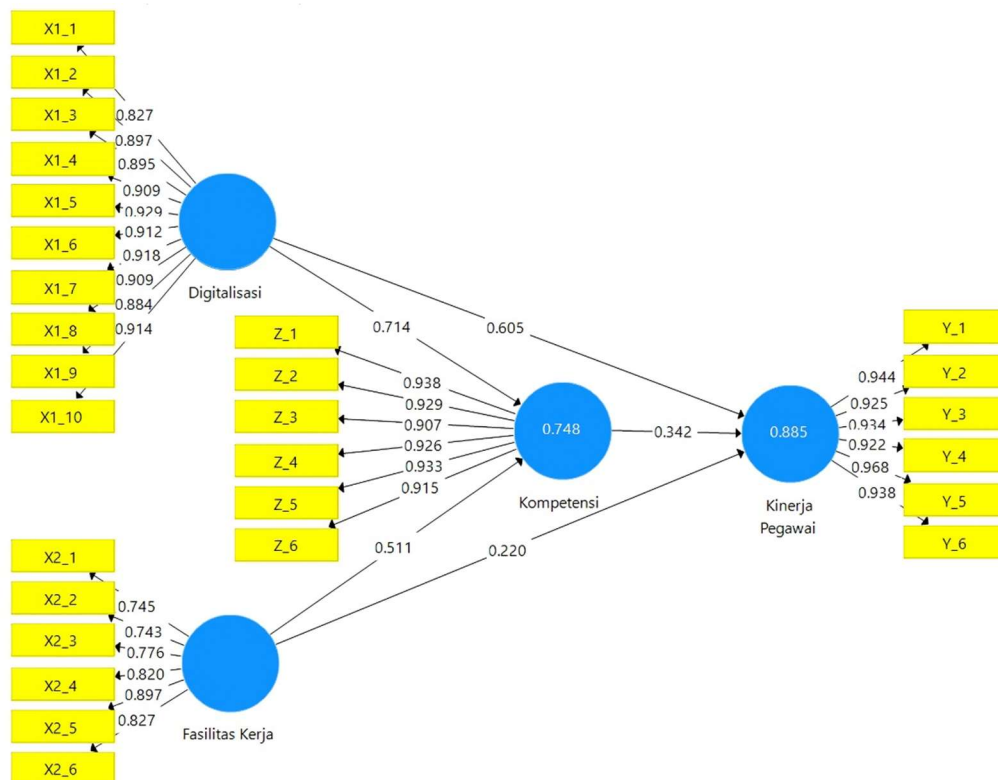 X1_1
X1_2
X1_3
X1_4
X1_5
X1_6
X1_7
X1_8
X1_9
X1_10
0.827
0.897
0.895
0.909
0.929
0.912
0.918
0.909
0.884
0.914
Digitalisasi
0.714
0.605
Z_1
Z_2
Z_3
Z_4
Z_5
Z_6
0.938
0.929
0.907
0.926
0.933
0.915
0.748
Kompetensi
0.342
0.885
Kinerja
Pegawai
0.944
0.925
0.934
0.922
0.968
0.938
Y_1
Y_2
Y_3
Y_4
Y_5
Y_6
0.511
0.220
X2_1
X2_2
X2_3
X2_4
X2_5
X2_6
0.745
0.743
0.776
0.820
0.897
0.827
Fasilitas Kerja